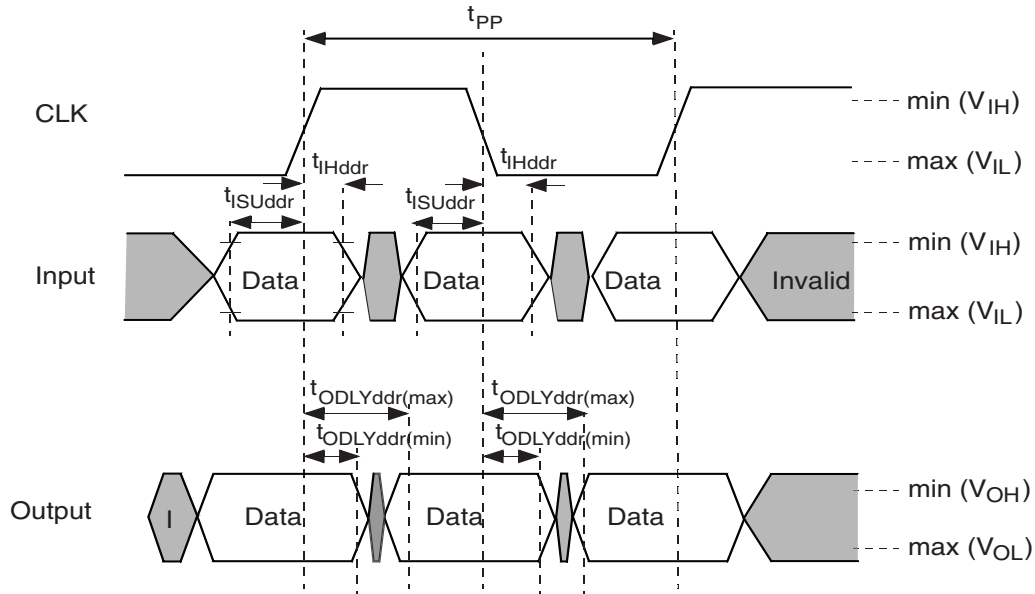 tPP
CLK
min (VIH)
max (VIL)
tIHddr
tIHddr
tISUddr
tISUddr
Input
Data
Data
Data
Invalid
min (VIH)
max (VIL)
tODLYddr(max)
tODLYddr(max)
tODLYddr(min)
tODLYddr(min)
Output
I
Data
Data
Data
min (VOH)
max (VOL)